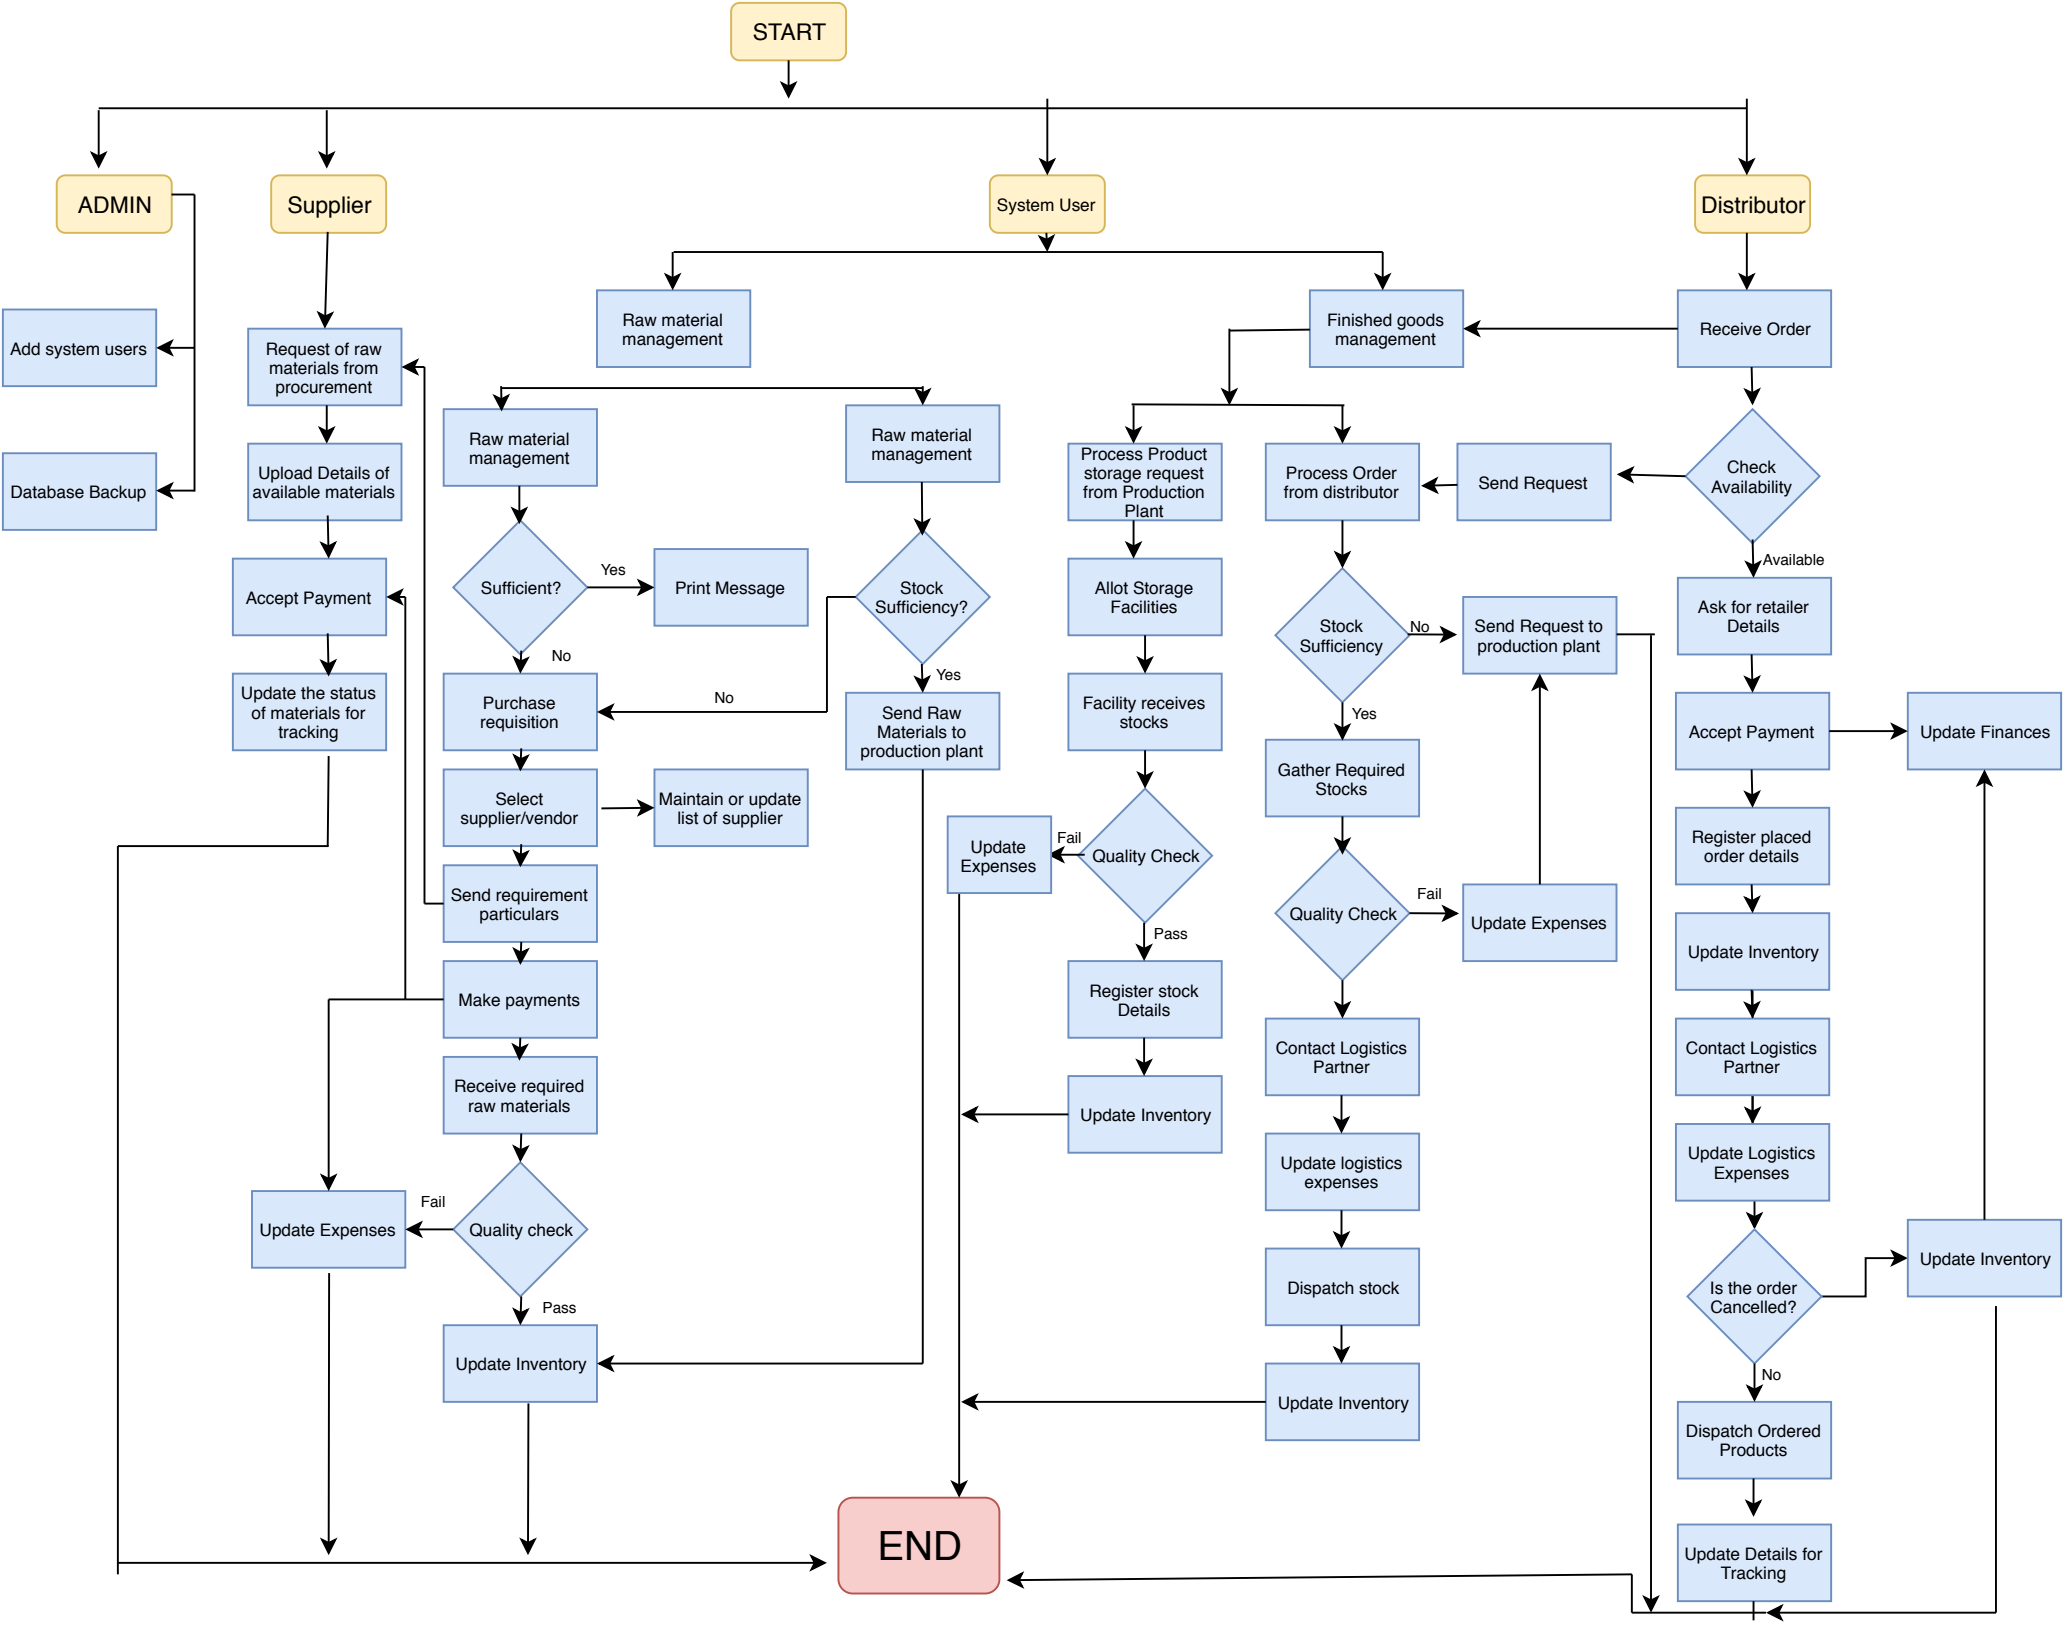 START
ADMIN
Supplier
System User
Distributor
Add system users
Database Backup
Request of raw
materials from
procurement
Upload Details of
available materials
Accept Payment
Update the status
of materials for
tracking
Raw material
management
Raw material
management
Sufficient?
Yes
Print Message
No
Purchase
requisition
Select
supplier/vendor
Maintain or update
list of supplier
Send requirement
particulars
Make payments
Receive required
raw materials
Quality check
Fail
Update Expenses
Pass
Update Inventory
Raw material
management
Stock
Sufficiency?
No
Yes
Send Raw
Materials to
production plant
Finished goods
management
Process Product
storage request
from Production
Plant
Allot Storage
Facilities
Facility receives
stocks
Quality Check
Fail
Update
Expenses
Pass
Register stock
Details
Update Inventory
Process Order
from distributor
Send Request
Stock
Sufficiency
No
Send Request to
production plant
Yes
Gather Required
Stocks
Quality Check
Fail
Update Expenses
Contact Logistics
Partner
Update logistics
expenses
Dispatch stock
Update Inventory
Receive Order
Check
Availability
Available
Ask for retailer
Details
Accept Payment
Update Finances
Register placed
order details
Update Inventory
Contact Logistics
Partner
Update Logistics
Expenses
Is the order
Cancelled?
Update Inventory
No
Dispatch Ordered
Products
Update Details for
Tracking
END